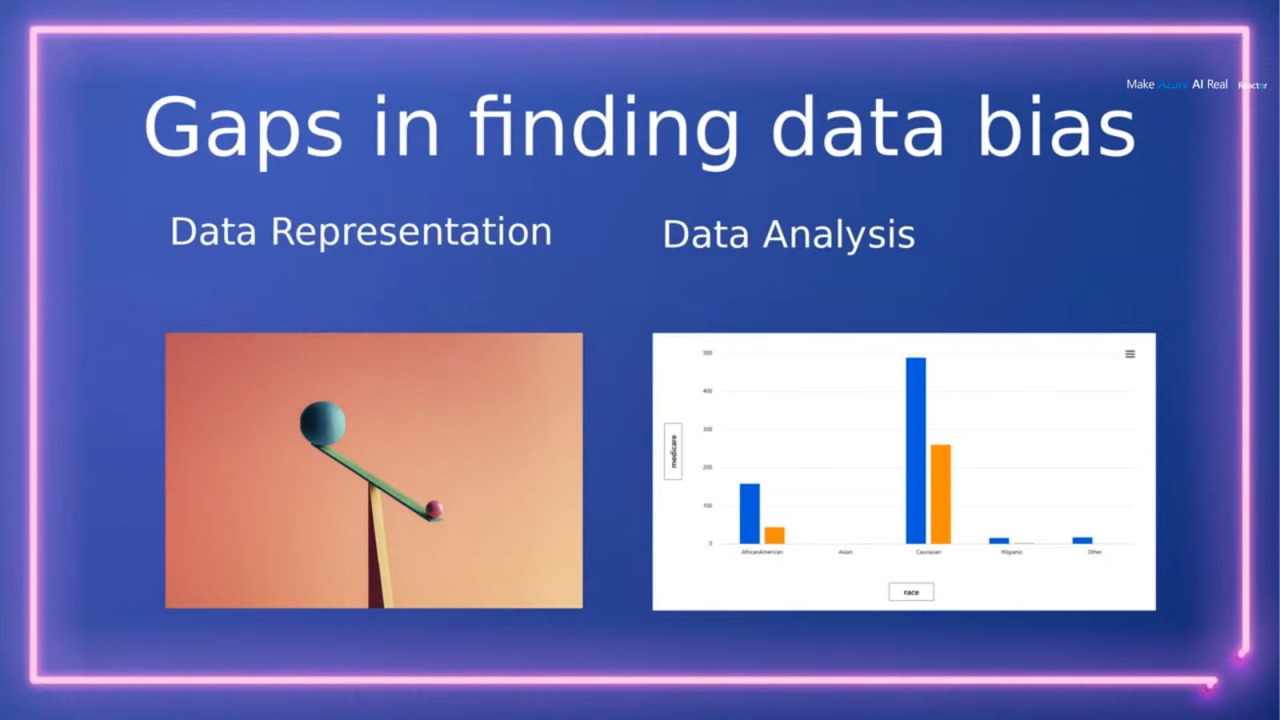 Make Azure AI Real Reactor
Gaps in finding data bias
Data Representation
Data Analysis
500
400
300
200
100
0
medicare
AfricanAmerican
Asian
Caucasian
Hispanic
Other
race